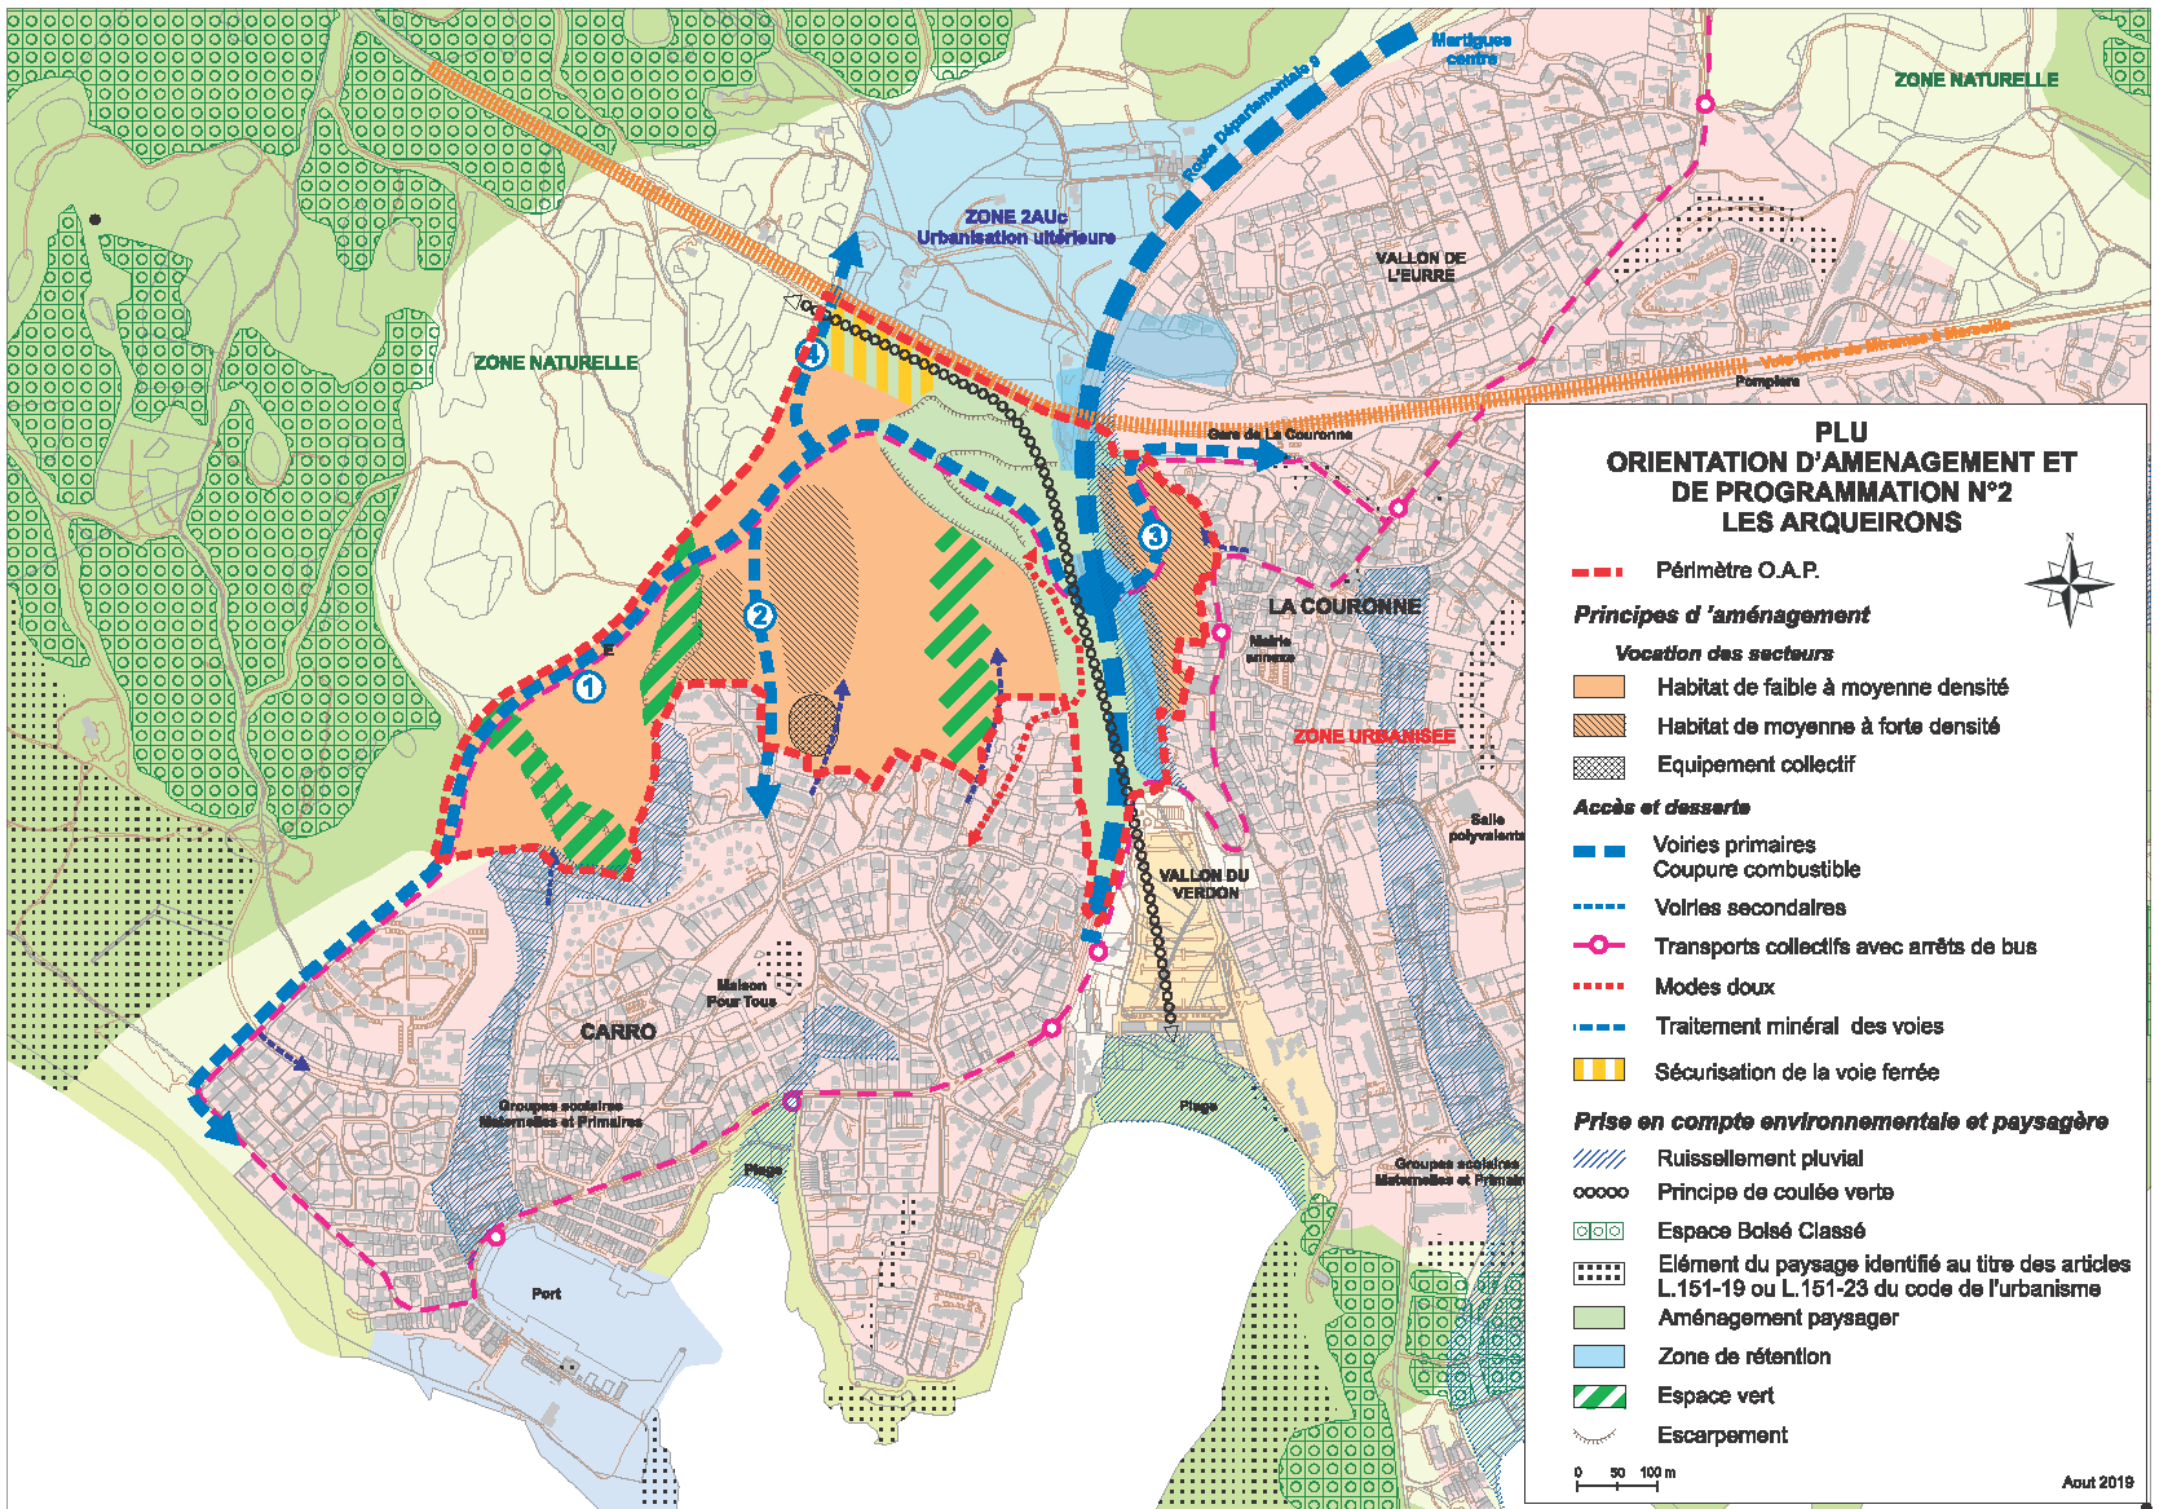 Martigues
centre
ZONE NATURELLE
Route Départementale 9
ZONE 2AUc
Urbanisation ultérieure
VALLON DE
L'EURRE
ZONE NATURELLE
4
Voie ferrée de Miramas à Marseille
Pompiers
Gare de La Couronne
3
2
E
1
LA COURONNE
Mairie
annexe
ZONE URBANISEE
Salle
polyvalente
VALLON DU
VERDON
Maison
Pour Tous
CARRO
Groupes scolaires
Maternelles et Primaires
Plage
Plage
Groupes scolaires
Maternelles et Primair
Port
PLU
ORIENTATION D'AMENAGEMENT ET
DE PROGRAMMATION N°2
LES ARQUEIRONS
N
Périmètre O.A.P.
Principes d 'aménagement
Vocation des secteurs
Habitat de faible à moyenne densité
Habitat de moyenne à forte densité
Equipement collectif
Accès et desserte
Voiries primaires
Coupure combustible
Voiries secondaires
Transports collectifs avec arrêts de bus
Modes doux
Traitement minéral des voies
Sécurisation de la voie ferrée
Prise en compte environnementale et paysagère
Ruissellement pluvial
Principe de coulée verte
Espace Boisé Classé
Elément du paysage identifié au titre des articles
L.151-19 ou L.151-23 du code de l'urbanisme
Aménagement paysager
Zone de rétention
Espace vert
Escarpement
0 50 100 m
Aout 2019